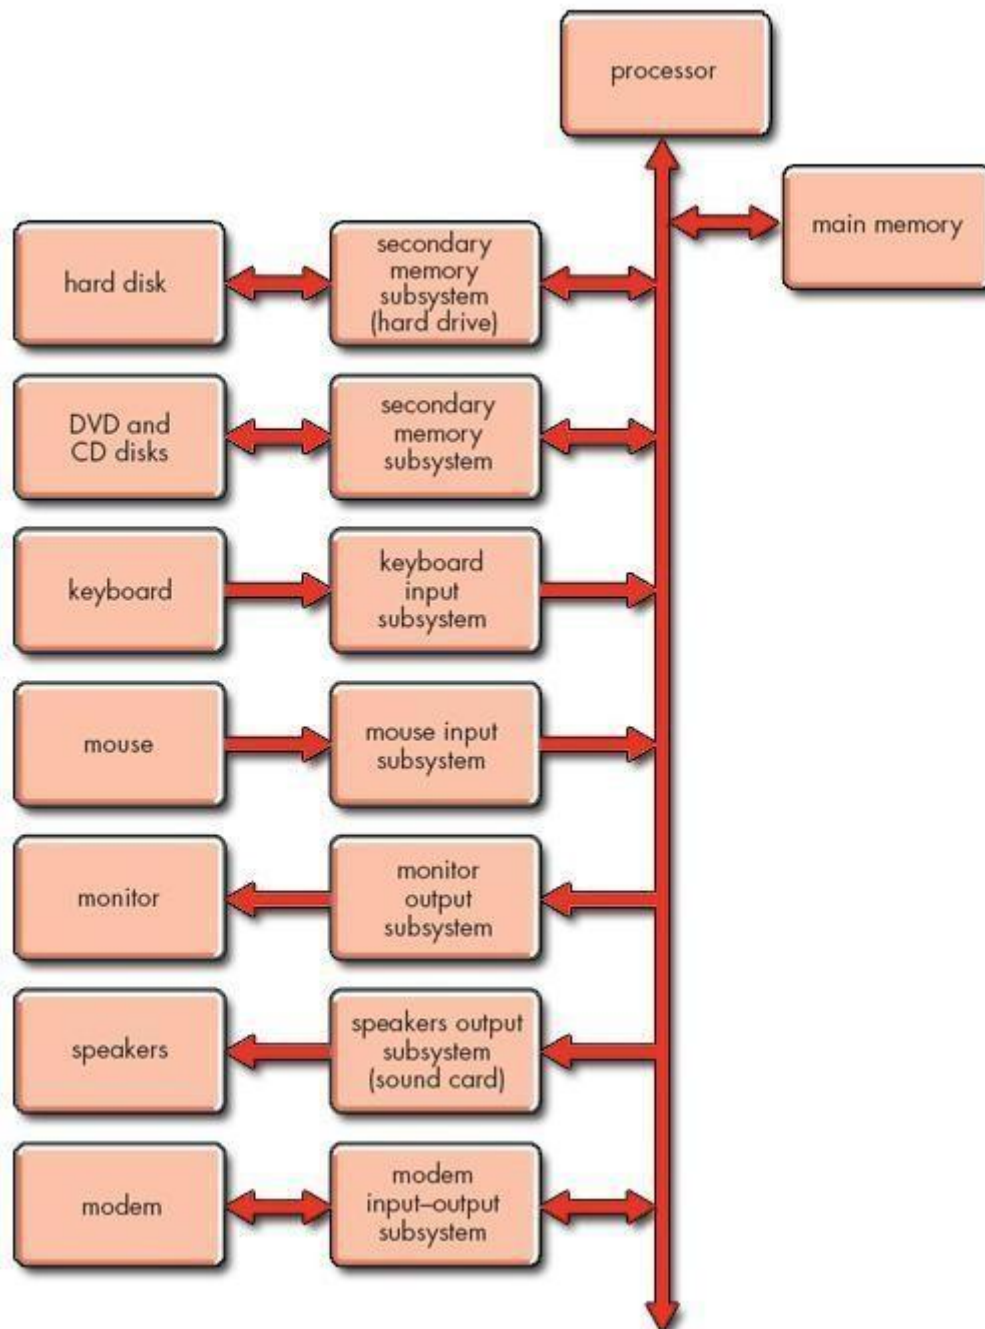 processor
main memory
hard disk
secondary
memory
subsystem
(hard drive)
DVD and
CD disks
secondary
memory
subsystem
keyboard
keyboard
input
subsystem
mouse
mouse input
subsystem
monitor
monitor
output
subsystem
speakers
speakers output
subsystem
(sound card)
modem
modem
input–output
subsystem